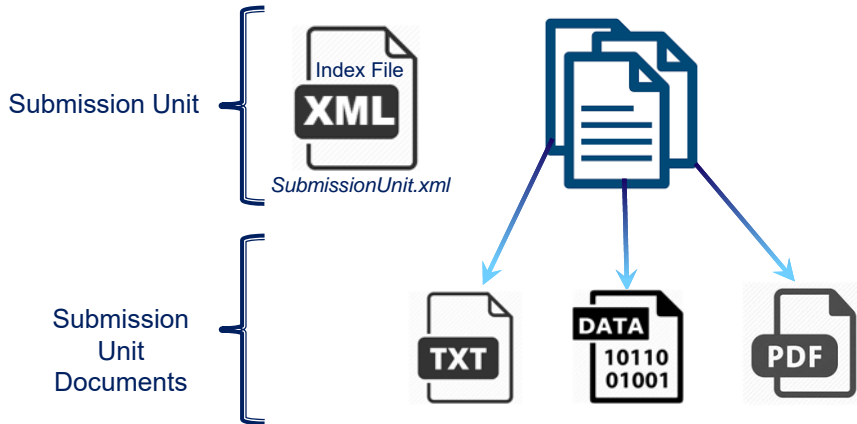 Submission Unit
Index File
XML
SubmissionUnit.xml
Submission
Unit
Documents
TXT
DATA
10110
01001
PDF